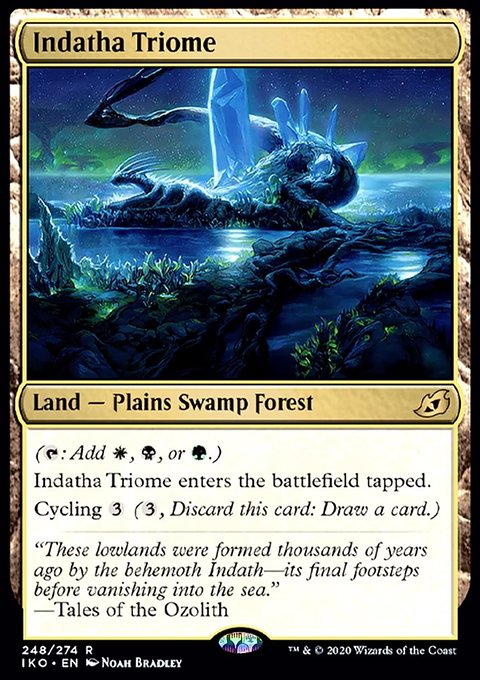 Indatha Triome
Land — Plains Swamp Forest
(T: Add W, B, or G.)
Indatha Triome enters the battlefield tapped.
Cycling 3 (3, Discard this card: Draw a card.)
“These lowlands were formed thousands of years
ago by the behemoth Indath—its final footsteps
before vanishing into the sea.”
—Tales of the Ozolith
248/274 R
IKO • EN Noah Bradley
™ & © 2020 Wizards of the Coast